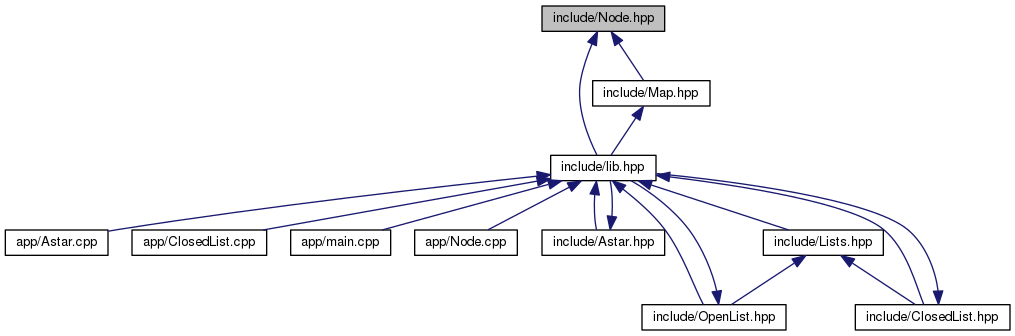 include/Node.hpp
include/Map.hpp
include/lib.hpp
app/Astar.cpp
app/ClosedList.cpp
app/main.cpp
app/Node.cpp
include/Astar.hpp
include/Lists.hpp
include/OpenList.hpp
include/ClosedList.hpp